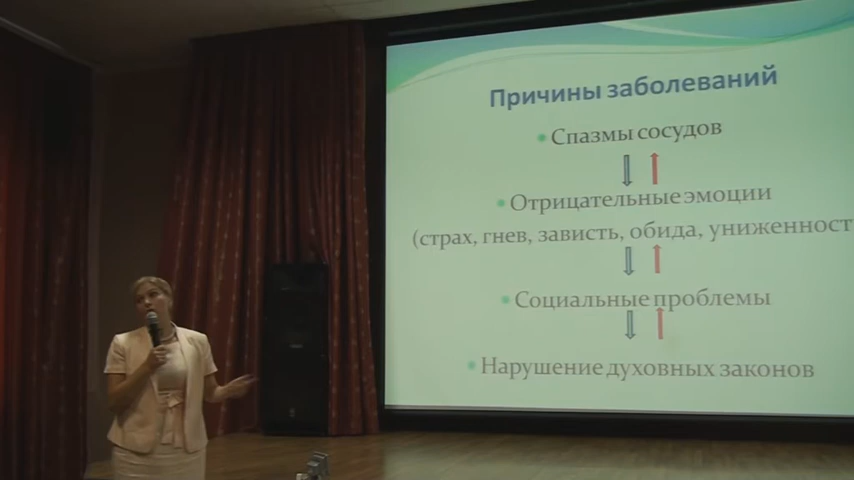 Причины заболеваний
Спазмы сосудов
Отрицательные эмоции
(страх, гнев, зависть, обида, униженност
Социальные проблемы
Нарушение духовных законов